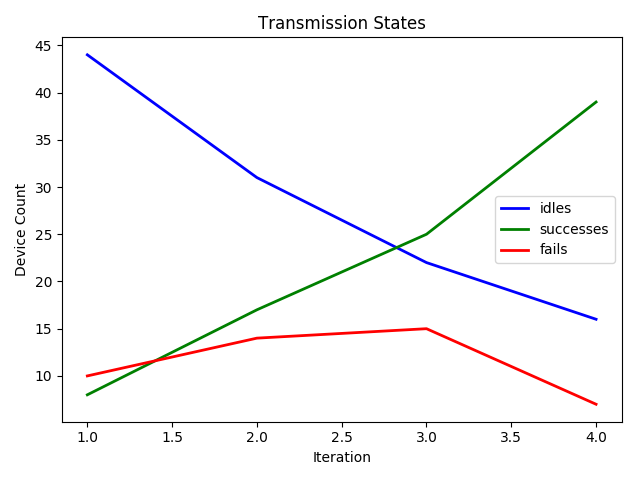 Transmission States
45
40
35
30
25
20
15
10
Device Count
idles
successes
fails
1.0 1.5 2.0 2.5 3.0 3.5 4.0
Iteration